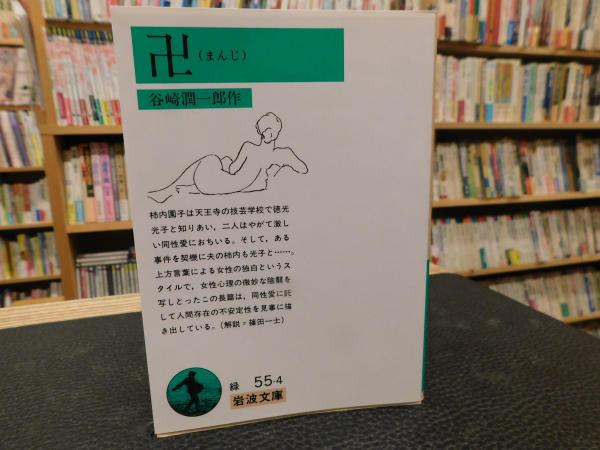 卍（まんじ）
谷崎潤一郎作
柿内園子は天王寺の技芸学校で徳光
光子と知りあい，二人はやがて激し
い同性愛におちいる。そして，ある
事件を契機に夫の柿内も光子と……。
上方言葉による女性の独白というス
タイルで，女性心理の微妙な陰翳を
写しとったこの長篇は，同性愛に託
して人間存在の不安定性を見事に描
き出している。（解説＝篠田一士）
緑 55-4
岩波文庫